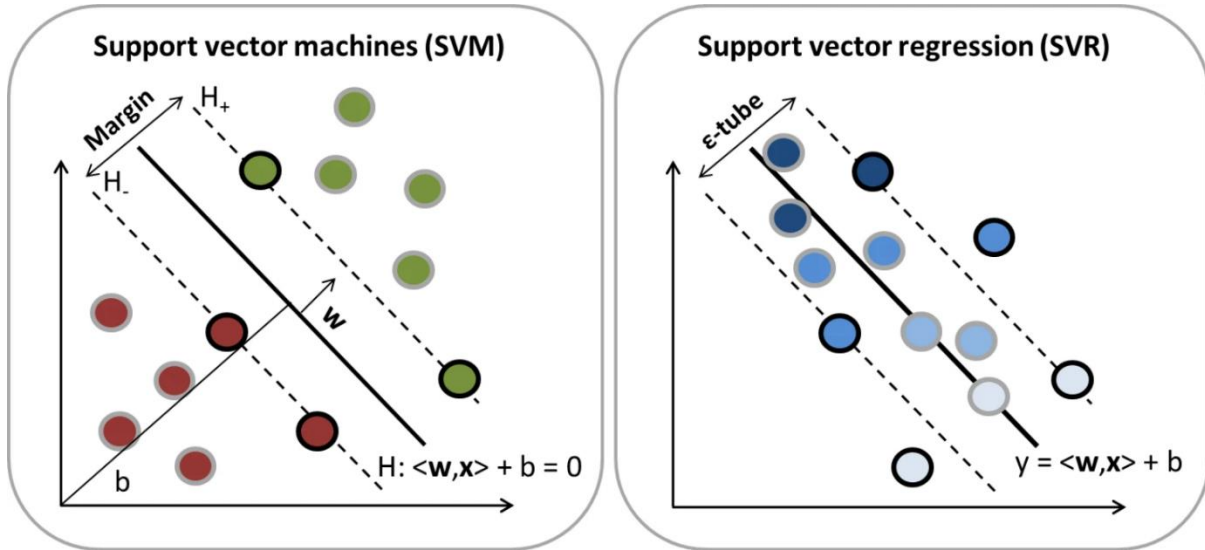 Support vector machines (SVM)
Margin
H₊
H₋
w
b
H: <w,x> + b = 0
Support vector regression (SVR)
ε-tube
y = <w,x> + b